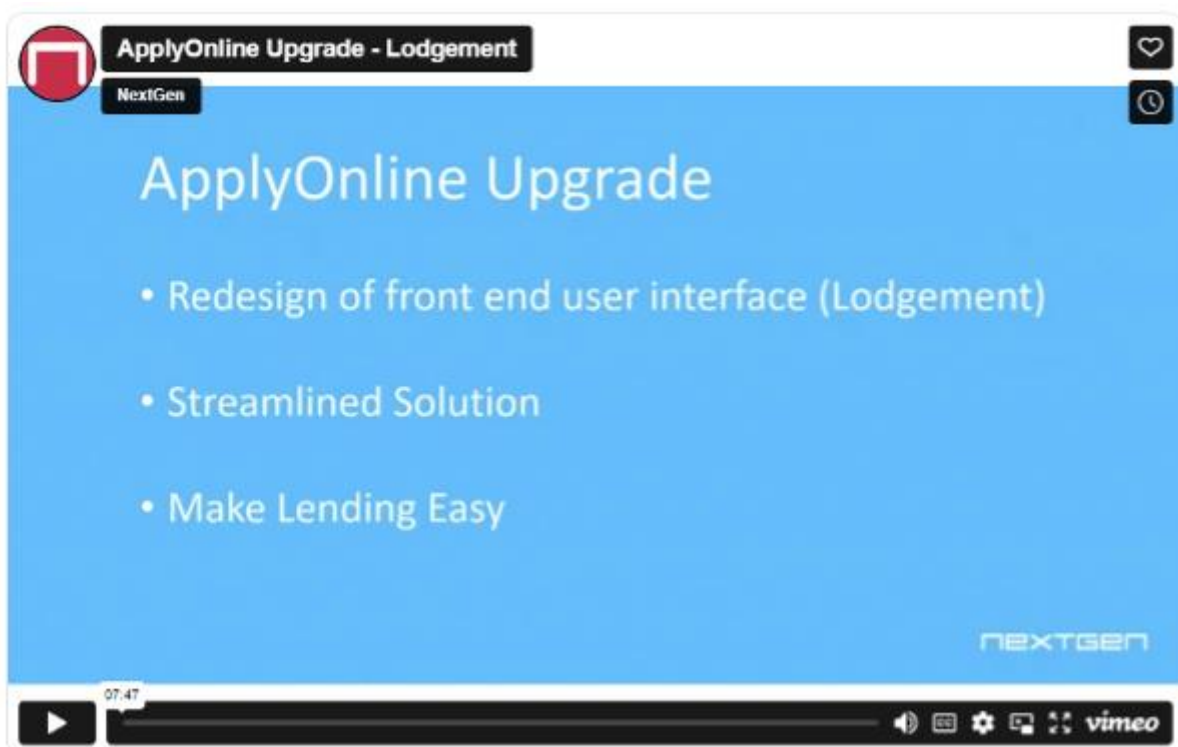 ApplyOnline Upgrade - Lodgement
NextGen
ApplyOnline Upgrade
• Redesign of front end user interface (Lodgement)
• Streamlined Solution
• Make Lending Easy
nextgen
07:47
CC
vimeo